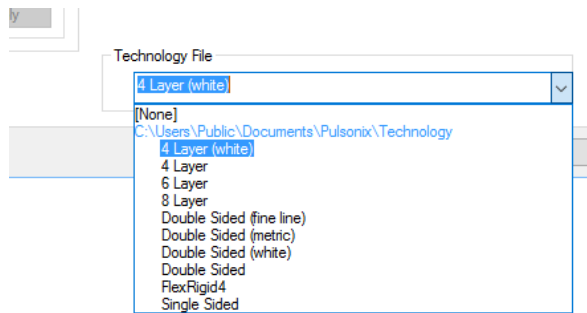 Technology File
4 Layer (white)
[None]
C:\Users\Public\Documents\Pulsonix\Technology
4 Layer (white)
4 Layer
6 Layer
8 Layer
Double Sided (fine line)
Double Sided (metric)
Double Sided (white)
Double Sided
FlexRigid4
Single Sided